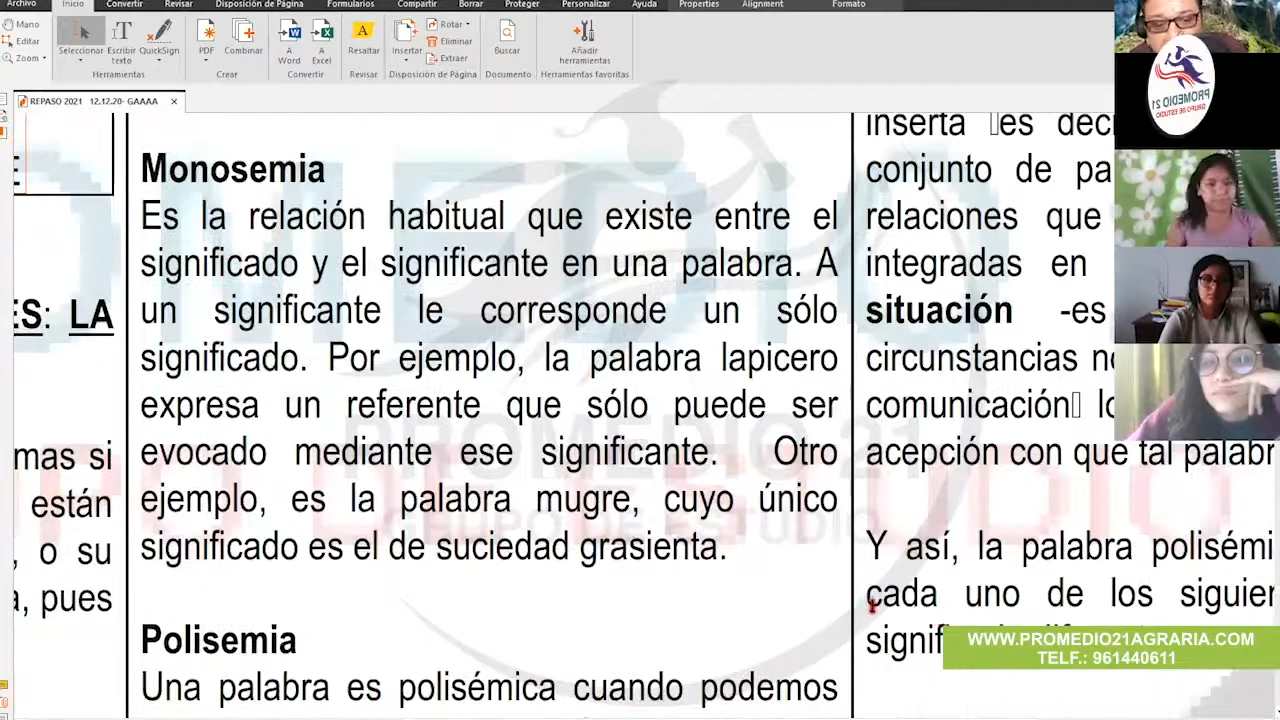 Archivo Inicio Convertir Revisar Disposición de Página Formularios Compartir Borrar Proteger Personalizar Ayuda Properties Alignment Formato
Mano
Editar
Zoom
Seleccionar
Escribir texto
QuickSign
Herramientas
PDF
Combinar
Crear
A Word
A Excel
Convertir
Resaltar
Revisar
Insertar
Rotar
Eliminar
Extraer
Disposición de Página
Buscar
Documento
Añadir herramientas
Herramientas favoritas
REPASO 2021 12.12.20- GAAAA
ES: LA
mas si
están
, o su
a, pues
Monosemia
Es la relación habitual que existe entre el
significado y el significante en una palabra. A
un significante le corresponde un sólo
significado. Por ejemplo, la palabra lapicero
expresa un referente que sólo puede ser
evocado mediante ese significante. Otro
ejemplo, es la palabra mugre, cuyo único
significado es el de suciedad grasienta.
Polisemia
Una palabra es polisémica cuando podemos
inserta es deci
conjunto de pa
relaciones que
integradas en
situación -es
circunstancias no
comunicación lo
acepción con que tal palabr
Y así, la palabra polisémi
cada uno de los siguien
signifi
PROMEDIO 21
GRUPO DE ESTUDIO
WWW.PROMEDIO21AGRARIA.COM
TELF.: 961440611